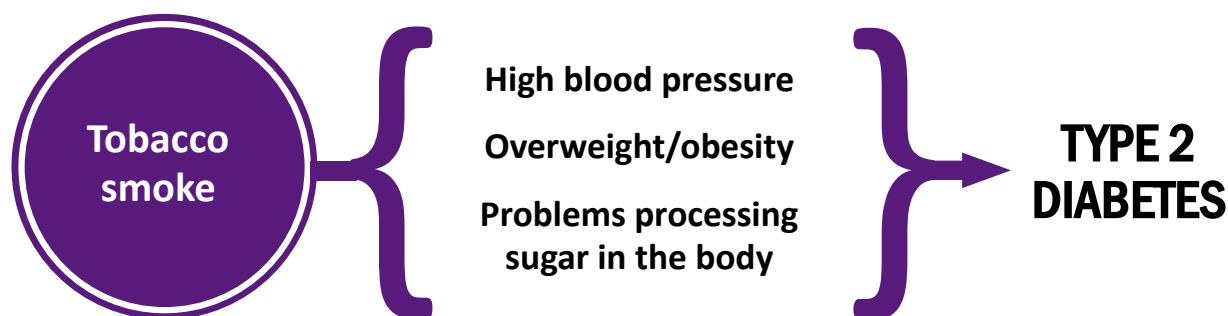 Tobacco
smoke
High blood pressure
Overweight/obesity
Problems processing
sugar in the body
TYPE 2
DIABETES